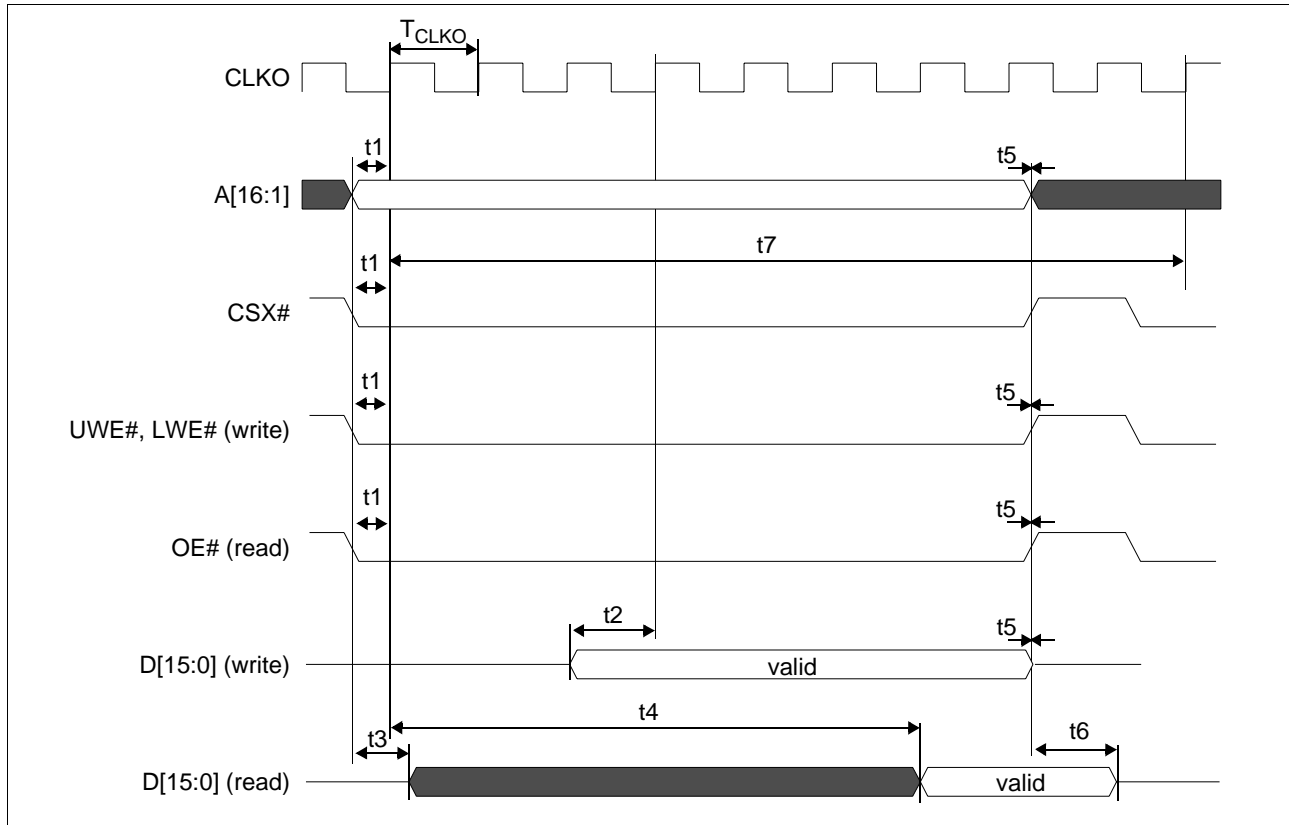 T_CLKO
CLKO
t1
t5
A[16:1]
t7
t1
CSX#
t1
t5
UWE#, LWE# (write)
t1
t5
OE# (read)
t2
t5
D[15:0] (write)
valid
t4
t3
t6
D[15:0] (read)
valid